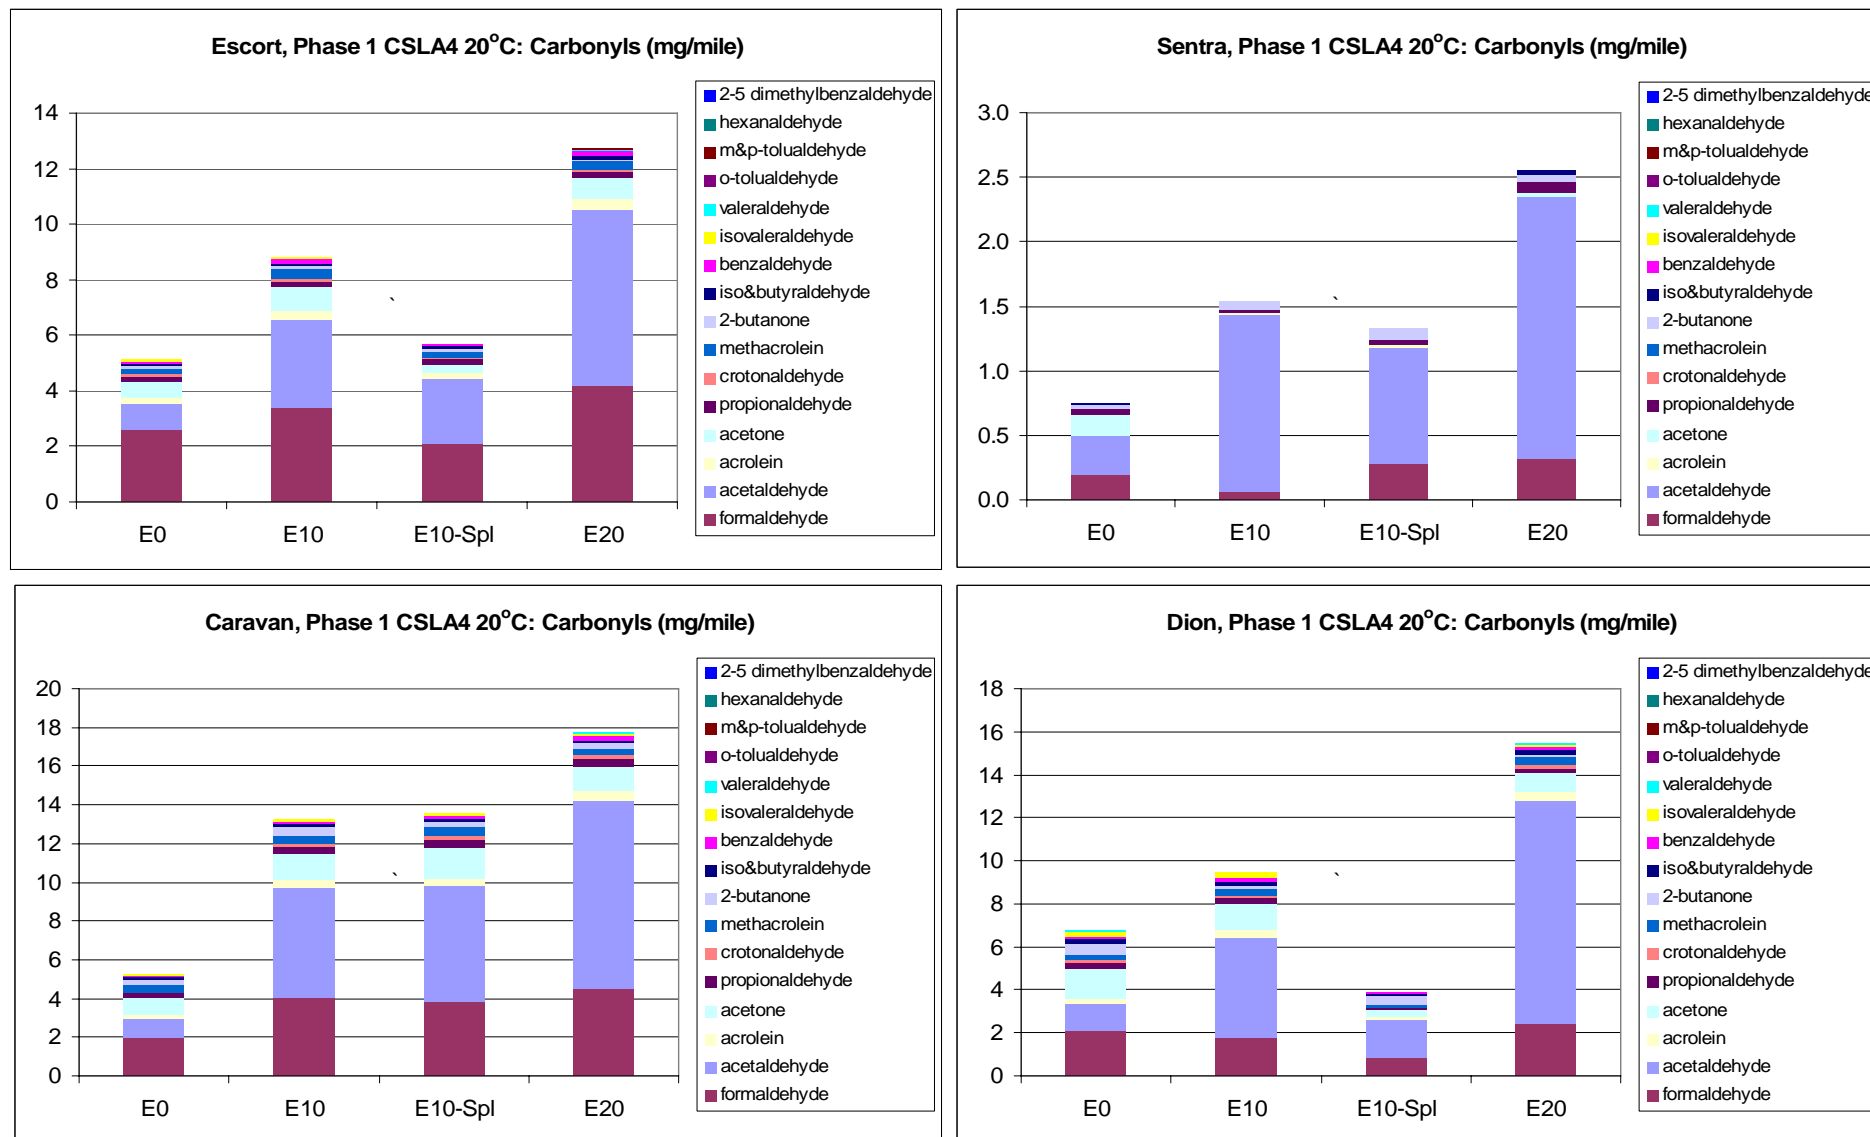 Escort, Phase 1 CSLA4 20°C: Carbonyls (mg/mile)
14
12
10
8
6
4
2
0
E0 E10 E10-Spl E20
`
2-5 dimethylbenzaldehyde
hexanaldehyde
m&p-tolualdehyde
o-tolualdehyde
valeraldehyde
isovaleraldehyde
benzaldehyde
iso&butyraldehyde
2-butanone
methacrolein
crotonaldehyde
propionaldehyde
acetone
acrolein
acetaldehyde
formaldehyde
Sentra, Phase 1 CSLA4 20°C: Carbonyls (mg/mile)
3.0
2.5
2.0
1.5
1.0
0.5
0.0
E0 E10 E10-Spl E20
`
2-5 dimethylbenzaldehyde
hexanaldehyde
m&p-tolualdehyde
o-tolualdehyde
valeraldehyde
isovaleraldehyde
benzaldehyde
iso&butyraldehyde
2-butanone
methacrolein
crotonaldehyde
propionaldehyde
acetone
acrolein
acetaldehyde
formaldehyde
Caravan, Phase 1 CSLA4 20°C: Carbonyls (mg/mile)
20
18
16
14
12
10
8
6
4
2
0
E0 E10 E10-Spl E20
`
2-5 dimethylbenzaldehyde
hexanaldehyde
m&p-tolualdehyde
o-tolualdehyde
valeraldehyde
isovaleraldehyde
benzaldehyde
iso&butyraldehyde
2-butanone
methacrolein
crotonaldehyde
propionaldehyde
acetone
acrolein
acetaldehyde
formaldehyde
Dion, Phase 1 CSLA4 20°C: Carbonyls (mg/mile)
18
16
14
12
10
8
6
4
2
0
E0 E10 E10-Spl E20
`
2-5 dimethylbenzaldehyde
hexanaldehyde
m&p-tolualdehyde
o-tolualdehyde
valeraldehyde
isovaleraldehyde
benzaldehyde
iso&butyraldehyde
2-butanone
methacrolein
crotonaldehyde
propionaldehyde
acetone
acrolein
acetaldehyde
formaldehyde